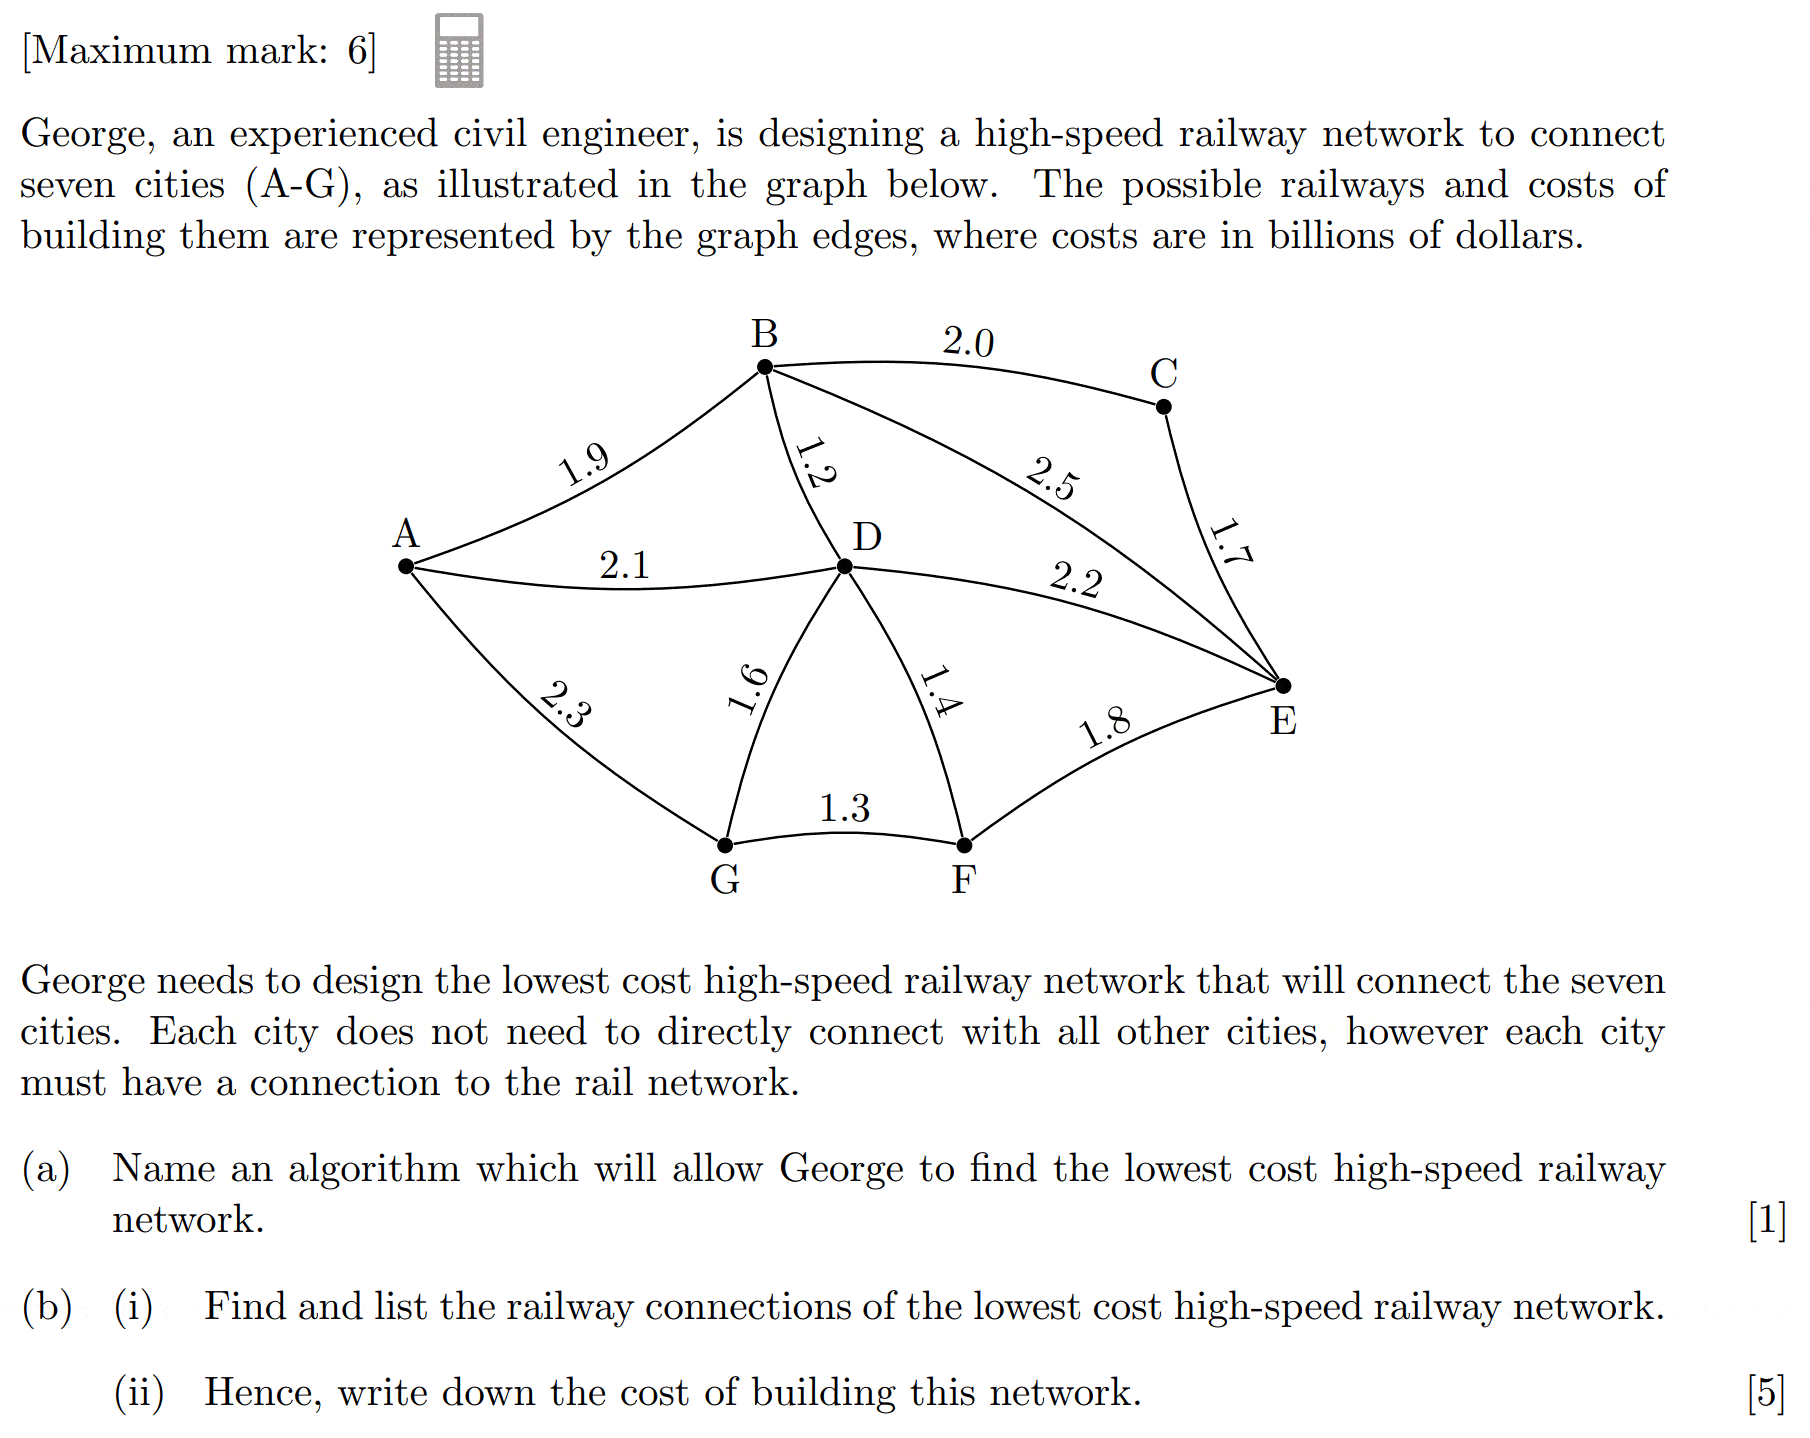 [Maximum mark: 6]
George, an experienced civil engineer, is designing a high-speed railway network to connect
seven cities (A-G), as illustrated in the graph below. The possible railways and costs of
building them are represented by the graph edges, where costs are in billions of dollars.
B
2.0
C
1.9
1.2
2.5
A
D
1.7
2.1
2.2
2.3
1.6
1.4
1.8
E
1.3
G
F
George needs to design the lowest cost high-speed railway network that will connect the seven
cities. Each city does not need to directly connect with all other cities, however each city
must have a connection to the rail network.
(a) Name an algorithm which will allow George to find the lowest cost high-speed railway
network. [1]
(b) (i) Find and list the railway connections of the lowest cost high-speed railway network.
(ii) Hence, write down the cost of building this network. [5]